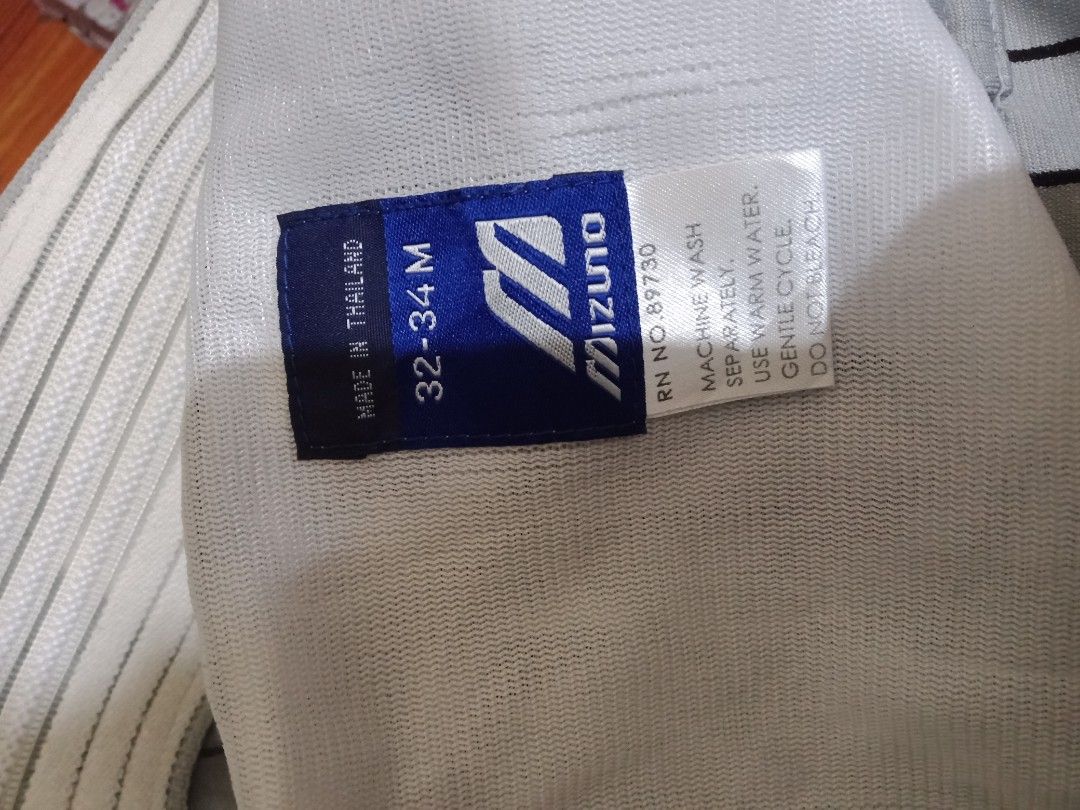 mizuno
32-34 M
MADE IN THAILAND
RN NO. 89730
MACHINE WASH
SEPARATELY.
USE WARM WATER.
GENTLE CYCLE.
DO NOT BLEACH.